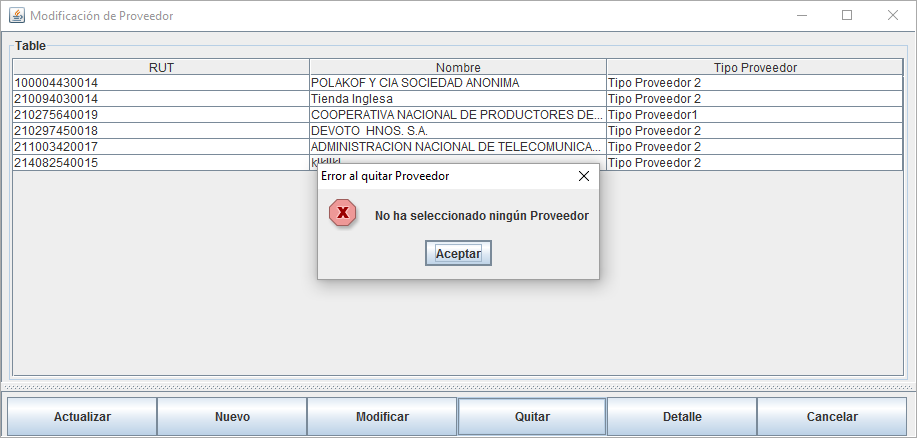 Modificación de Proveedor
Table
RUT Nombre Tipo Proveedor
100004430014 POLAKOF Y CIA SOCIEDAD ANONIMA Tipo Proveedor 2
210094030014 Tienda Inglesa Tipo Proveedor 2
210275640019 COOPERATIVA NACIONAL DE PRODUCTORES DE... Tipo Proveedor1
210297450018 DEVOTO HNOS. S.A. Tipo Proveedor 2
211003420017 ADMINISTRACION NACIONAL DE TELECOMUNICA... Tipo Proveedor 2
214082540015 Tipo Proveedor 2
Error al quitar Proveedor
No ha seleccionado ningún Proveedor
Aceptar
Actualizar Nuevo Modificar Quitar Detalle Cancelar